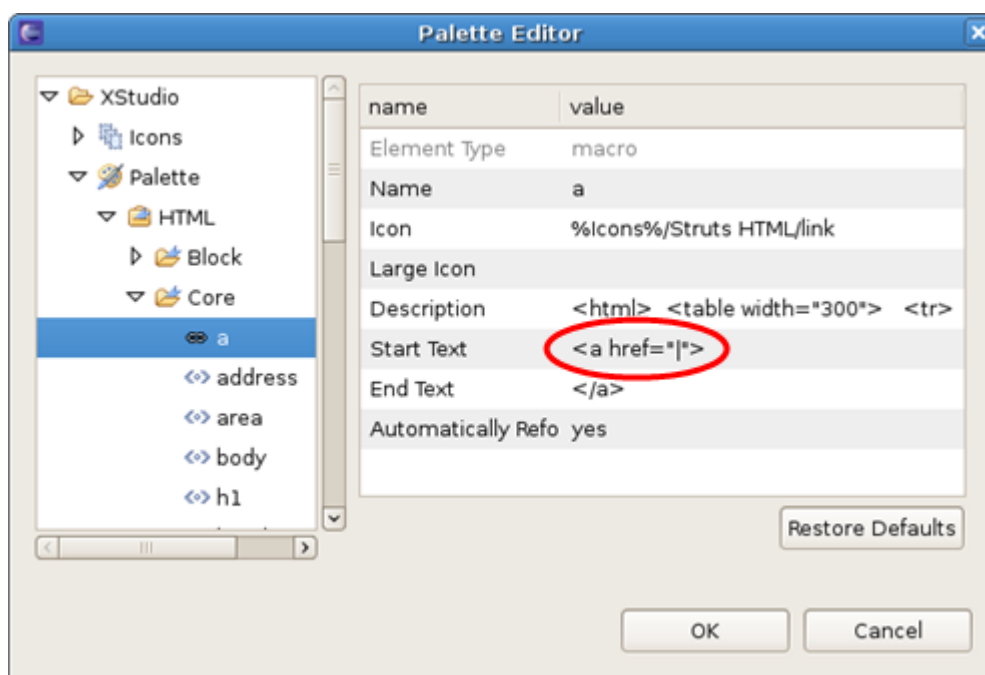 Palette Editor
XStudio
Icons
Palette
HTML
Block
Core
a
address
area
body
h1
name value
Element Type macro
Name a
Icon %Icons%/Struts HTML/link
Large Icon
Description <html> <table width="300"> <tr>
Start Text <a href="|">
End Text </a>
Automatically Refo yes
Restore Defaults
OK Cancel